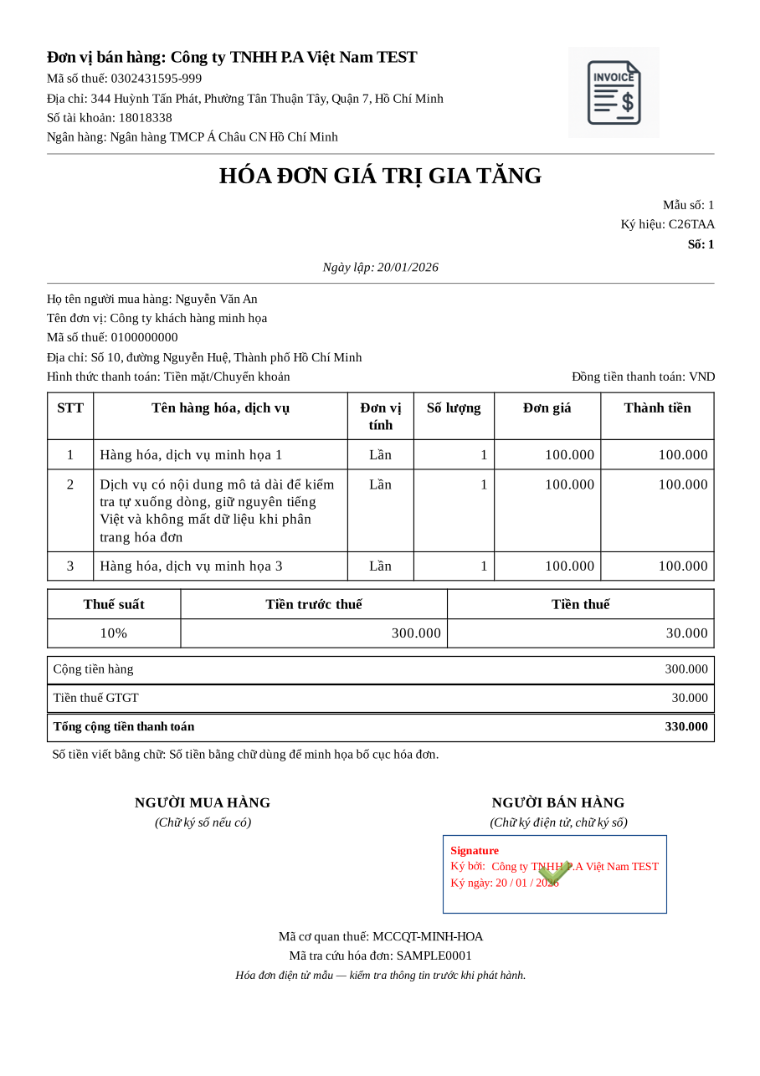 Đơn vị bán hàng: Công ty TNHH P.A Việt Nam TEST
Mã số thuế: 0302431595-999
Địa chỉ: 344 Huỳnh Tấn Phát, Phường Tân Thuận Tây, Quận 7, Hồ Chí Minh
Số tài khoản: 18018338
Ngân hàng: Ngân hàng TMCP Á Châu CN Hồ Chí Minh
INVOICE
$
HÓA ĐƠN GIÁ TRỊ GIA TĂNG
Mẫu số: 1
Ký hiệu: C26TAA
Số: 1
Ngày lập: 20/01/2026
Họ tên người mua hàng: Nguyễn Văn An
Tên đơn vị: Công ty khách hàng minh họa
Mã số thuế: 0100000000
Địa chỉ: Số 10, đường Nguyễn Huệ, Thành phố Hồ Chí Minh
Hình thức thanh toán: Tiền mặt/Chuyển khoản Đồng tiền thanh toán: VND
STT Tên hàng hóa, dịch vụ Đơn vị tính Số lượng Đơn giá Thành tiền
1 Hàng hóa, dịch vụ minh họa 1 Lần 1 100.000 100.000
2 Dịch vụ có nội dung mô tả dài để kiểm Lần 1 100.000 100.000
tra tự xuống dòng, giữ nguyên tiếng
Việt và không mất dữ liệu khi phân
trang hóa đơn
3 Hàng hóa, dịch vụ minh họa 3 Lần 1 100.000 100.000
Thuế suất Tiền trước thuế Tiền thuế
10% 300.000 30.000
Cộng tiền hàng 300.000
Tiền thuế GTGT 30.000
Tổng cộng tiền thanh toán 330.000
Số tiền viết bằng chữ: Số tiền bằng chữ dùng để minh họa bố cục hóa đơn.
NGƯỜI MUA HÀNG NGƯỜI BÁN HÀNG
(Chữ ký số nếu có) (Chữ ký điện tử, chữ ký số)
Signature
Ký bởi: Công ty TNHH P.A Việt Nam TEST
Ký ngày: 20 / 01 / 2026
Mã cơ quan thuế: MCCQT-MINH-HOA
Mã tra cứu hóa đơn: SAMPLE0001
Hóa đơn điện tử mẫu — kiểm tra thông tin trước khi phát hành.